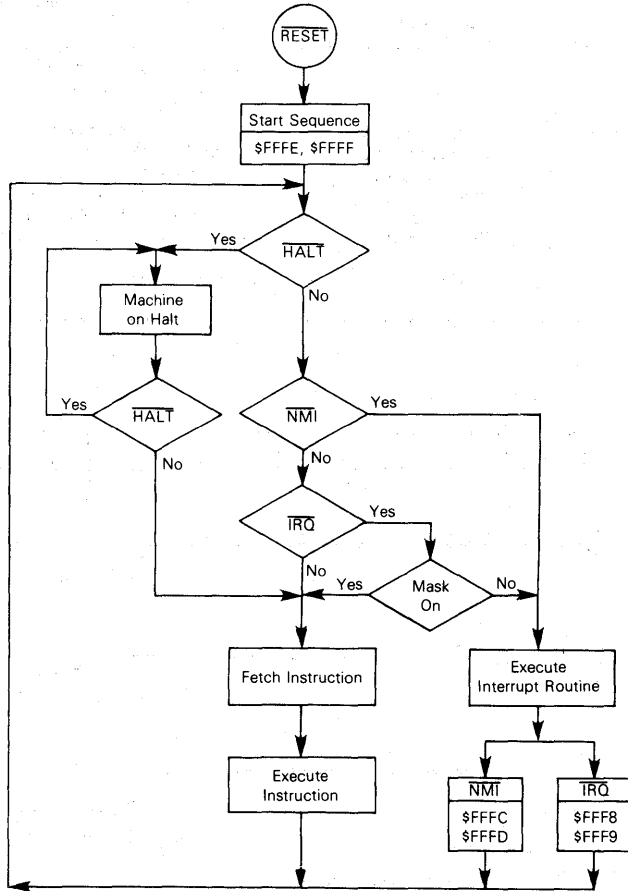 RESET
Start Sequence
$FFFE, $FFFF
Yes
HALT
No
Machine
on Halt
Yes
HALT
No
NMI
Yes
No
IRQ
Yes
No
Yes
Mask
On
No
Fetch Instruction
Execute
Interrupt Routine
Execute
Instruction
NMI
$FFFC
$FFFD
IRQ
$FFF8
$FFF9